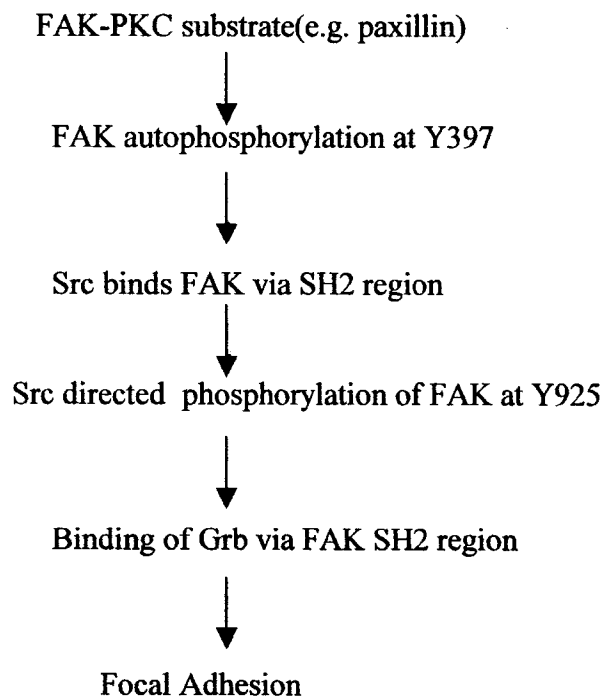 FAK-PKC substrate(e.g. paxillin)
FAK autophosphorylation at Y397
Src binds FAK via SH2 region
Src directed phosphorylation of FAK at Y925
Binding of Grb via FAK SH2 region
Focal Adhesion